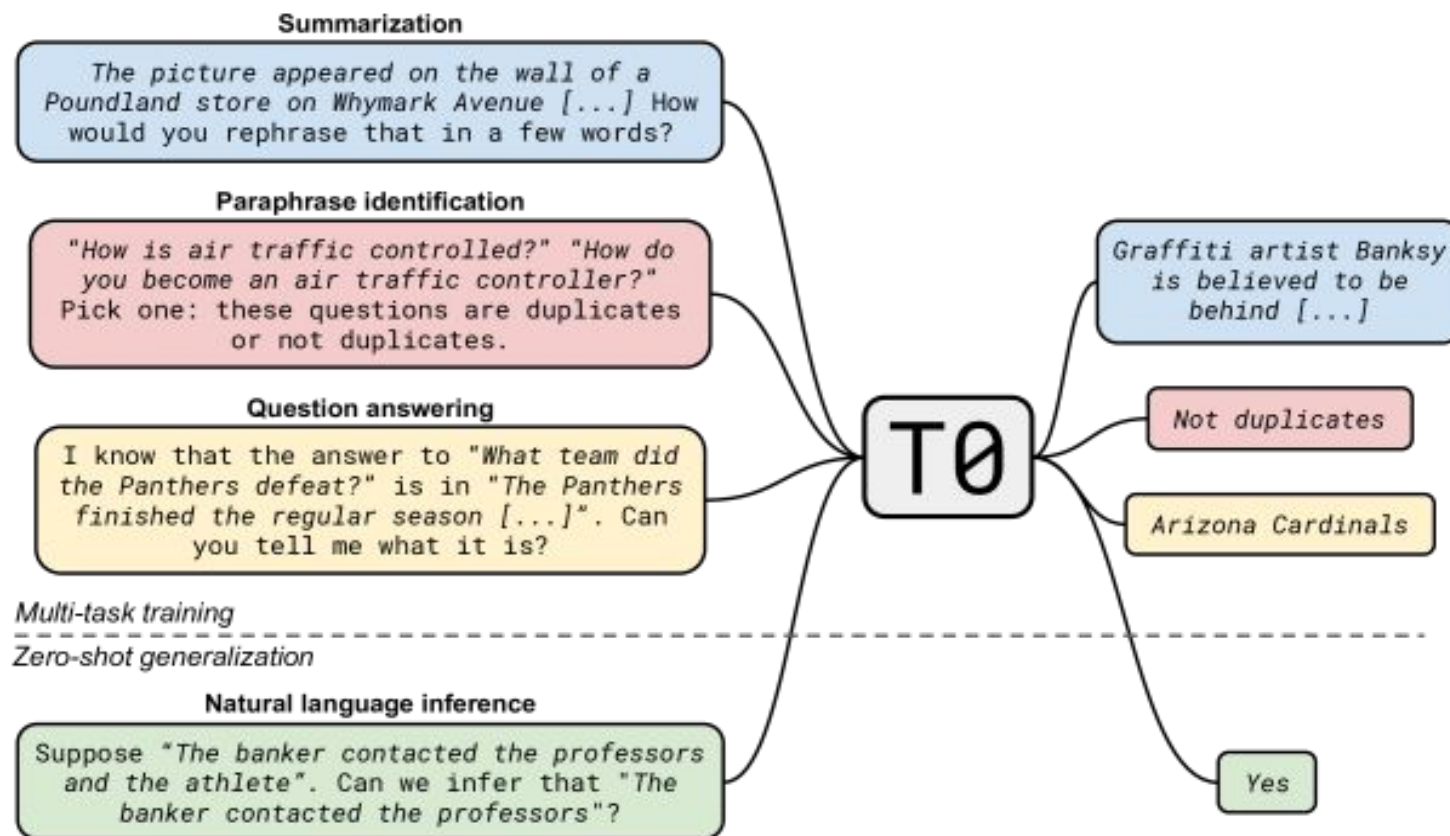 Summarization
The picture appeared on the wall of a
Poundland store on Whymark Avenue [...] How
would you rephrase that in a few words?
Paraphrase identification
"How is air traffic controlled?" "How do
you become an air traffic controller?"
Pick one: these questions are duplicates
or not duplicates.
Question answering
I know that the answer to "What team did
the Panthers defeat?" is in "The Panthers
finished the regular season [...]". Can
you tell me what it is?
Multi-task training
Zero-shot generalization
Natural language inference
Suppose "The banker contacted the professors
and the athlete". Can we infer that "The
banker contacted the professors"?
T0
Graffiti artist Banksy
is believed to be
behind [...]
Not duplicates
Arizona Cardinals
Yes